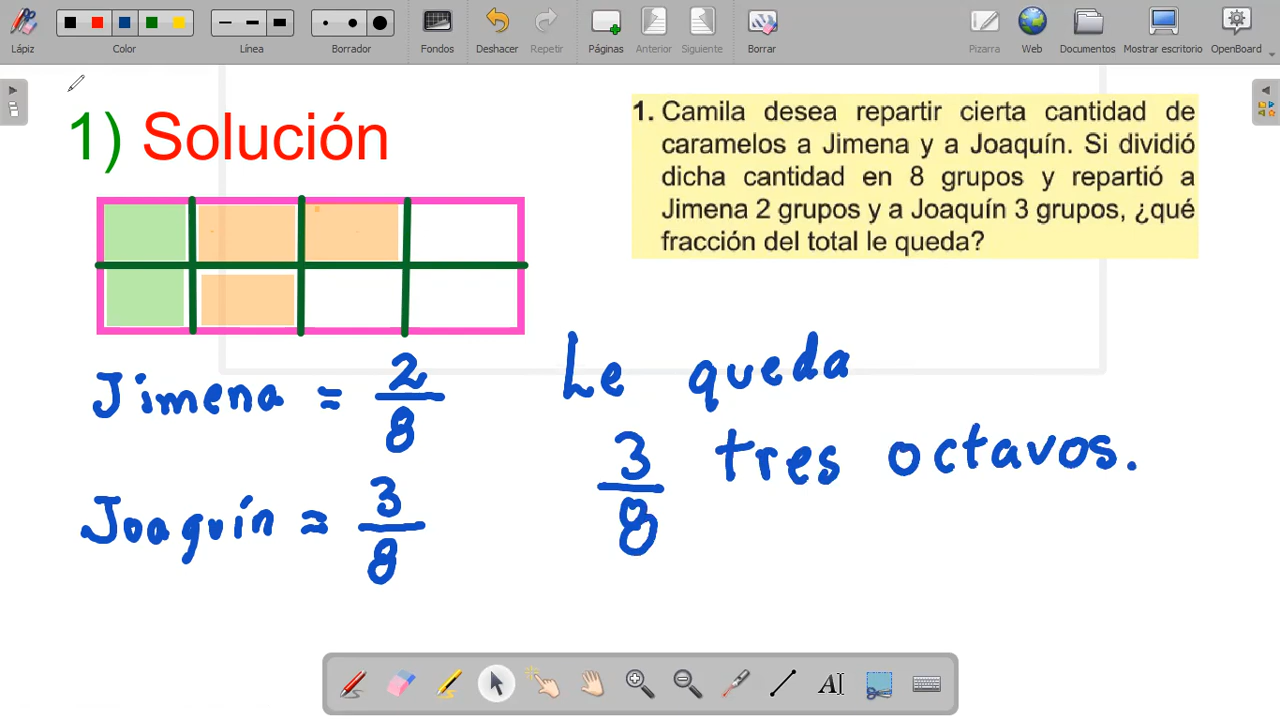 Lápiz
Color
Línea
Borrador
Fondos
Deshacer
Repetir
Páginas
Anterior
Siguiente
Borrar
Pizarra
Web
Documentos
Mostrar escritorio
OpenBoard
1) Solución
1. Camila desea repartir cierta cantidad de
caramelos a Jimena y a Joaquín. Si dividió
dicha cantidad en 8 grupos y repartió a
Jimena 2 grupos y a Joaquín 3 grupos, ¿qué
fracción del total le queda?
Jimena = 2/8
Joaquín = 3/8
Le queda
3/8 tres octavos.
AI